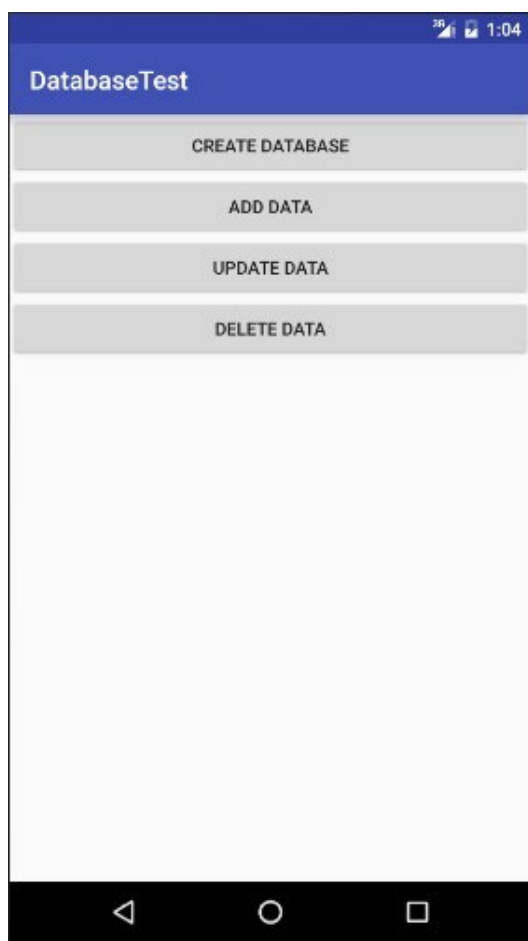 1:04
DatabaseTest
CREATE DATABASE
ADD DATA
UPDATE DATA
DELETE DATA